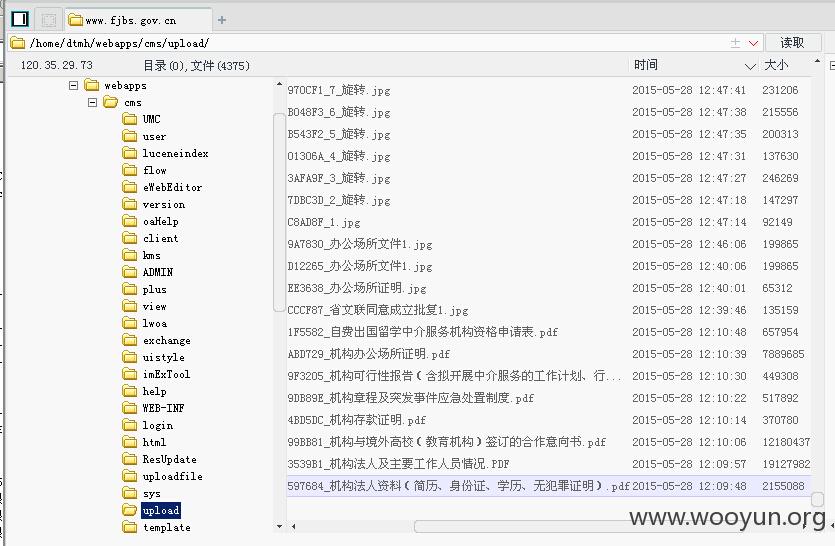 www.fjbs.gov.cn
/home/dtmh/webapps/cms/upload/ 读取
120.35.29.73 目录(0),文件(4375) 时间 大小
webapps
cms
UMC
user
luceneindex
flow
eWebEditor
version
oaHelp
client
kms
ADMIN
plus
view
lwoa
exchange
uistyle
imExTool
help
WEB-INF
login
html
ResUpdate
uploadfile
sys
upload
template
970CF1_7_旋转.jpg 2015-05-28 12:47:41 231206
B048F3_6_旋转.jpg 2015-05-28 12:47:38 215556
B543F2_5_旋转.jpg 2015-05-28 12:47:35 200313
01306A_4_旋转.jpg 2015-05-28 12:47:31 137630
3AFA9F_3_旋转.jpg 2015-05-28 12:47:27 246269
7DBC3D_2_旋转.jpg 2015-05-28 12:47:18 147297
C8AD8F_1.jpg 2015-05-28 12:47:14 92149
9A7830_办公场所文件1.jpg 2015-05-28 12:46:06 199865
D12265_办公场所文件1.jpg 2015-05-28 12:40:06 199865
EE3638_办公场所证明.jpg 2015-05-28 12:40:01 65312
CCCF87_省文联同意成立批复1.jpg 2015-05-28 12:39:46 135159
1F5582_自费出国留学中介服务机构资格申请表.pdf 2015-05-28 12:10:48 657954
ABD729_机构办公场所证明.pdf 2015-05-28 12:10:39 7889685
9F3205_机构可行性报告(含拟开展中介服务的工作计划、行... 2015-05-28 12:10:30 449308
9DB89E_机构章程及突发事件应急处置制度.pdf 2015-05-28 12:10:22 517892
4BD5DC_机构存款证明.pdf 2015-05-28 12:10:14 370780
99BB81_机构与境外高校(教育机构)签订的合作意向书.pdf 2015-05-28 12:10:06 12180437
3539B1_机构法人及主要工作人员情况.PDF 2015-05-28 12:09:57 19127982
597684_机构法人资料(简历、身份证、学历、无犯罪证明).pdf 2015-05-28 12:09:48 2155088
www.wooyun.org